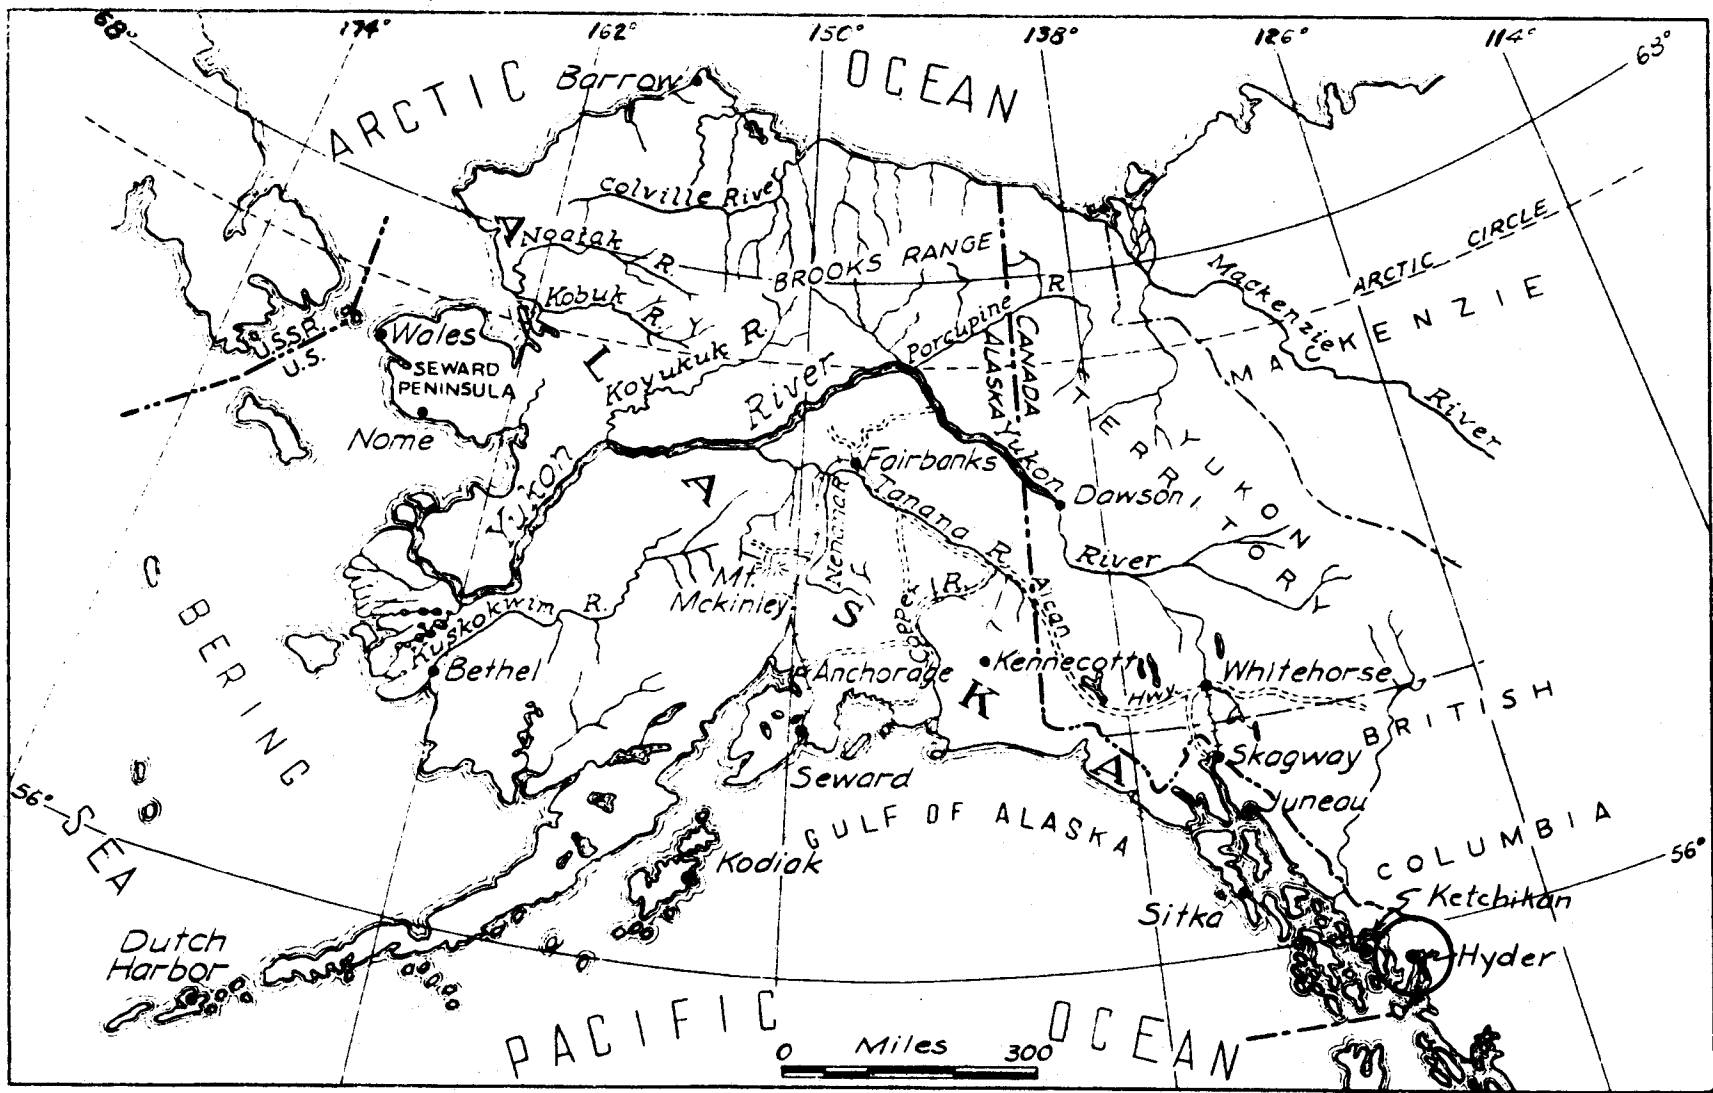 68°
174°
162°
150°
138°
126°
114°
63°
ARCTIC OCEAN
Barrow
Colville River
Noatak R.
BROOKS RANGE
Kobuk R.
Koyukuk R.
Porcupine R
Mackenzie
River
ARCTIC CIRCLE
MACKENZIE
U.S.S.R.
U.S.
Wales
SEWARD
PENINSULA
Nome
CANADA
ALASKA
Yukon River
Yukon
River
YUKON
TERRITORY
Fairbanks
Dawson
Tanana R.
Nenana R.
Mt.
McKinley
Kuskokwim R.
Bethel
Copper R.
Alcan
Hwy.
Kennecott
Whitehorse
Anchorage
ALASKA
BRITISH
COLUMBIA
Skagway
Juneau
Seward
GULF OF ALASKA
BERING
SEA
56°
56°
Kodiak
Sitka
Ketchikan
Hyder
Dutch
Harbor
PACIFIC OCEAN
0 Miles 300